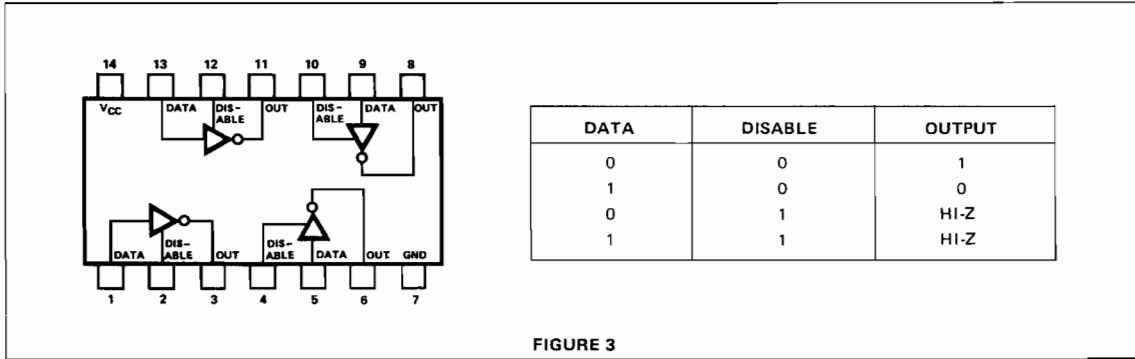 14 13 12 11 10 9 8
VCC DATA DIS-ABLE OUT DIS-ABLE DATA OUT
DATA DIS-ABLE OUT DIS-ABLE DATA OUT GND
1 2 3 4 5 6 7
DATA DISABLE OUTPUT
0 0 1
1 0 0
0 1 HI-Z
1 1 HI-Z
FIGURE 3